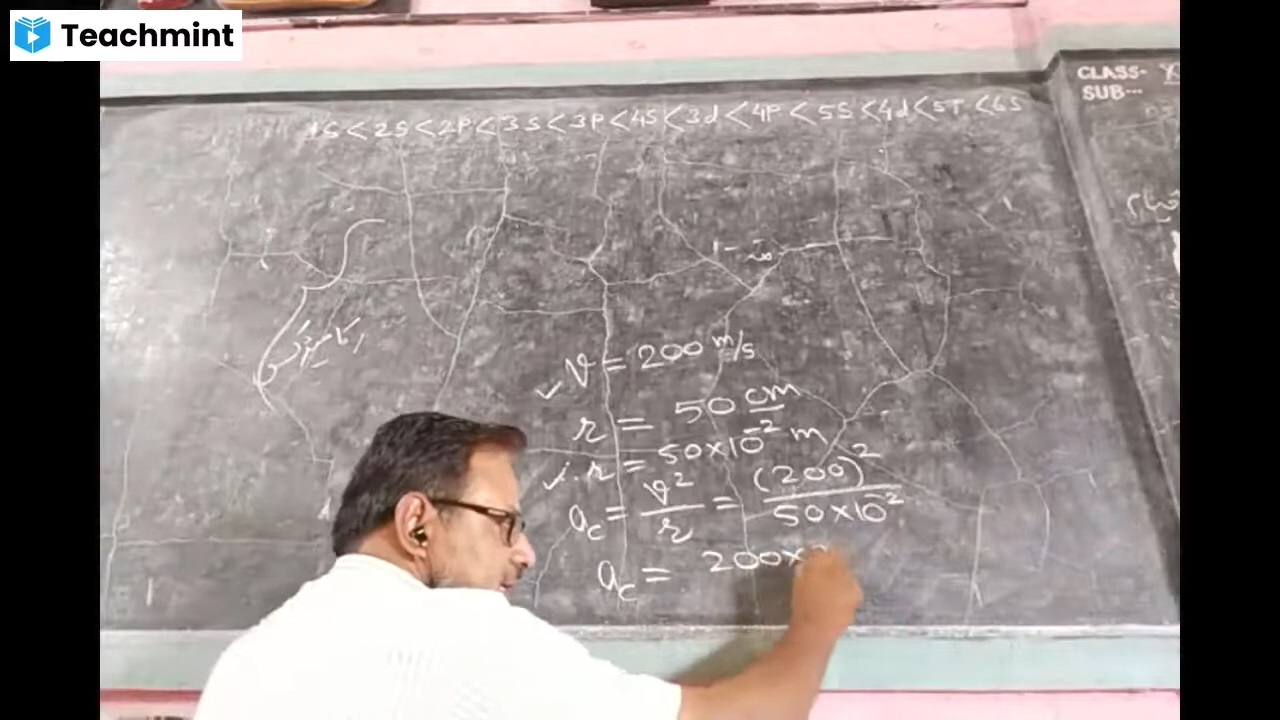 Teachmint
CLASS-
SUB...
1S < 2S < 2P < 3S < 3P < 4S < 3d < 4P < 5S < 4d < 5P < 6S
v = 200 m/s
r = 50 cm
∴ r = 50×10⁻² m
a_c = v²/r = (200)²/50×10⁻²
a_c = 200×